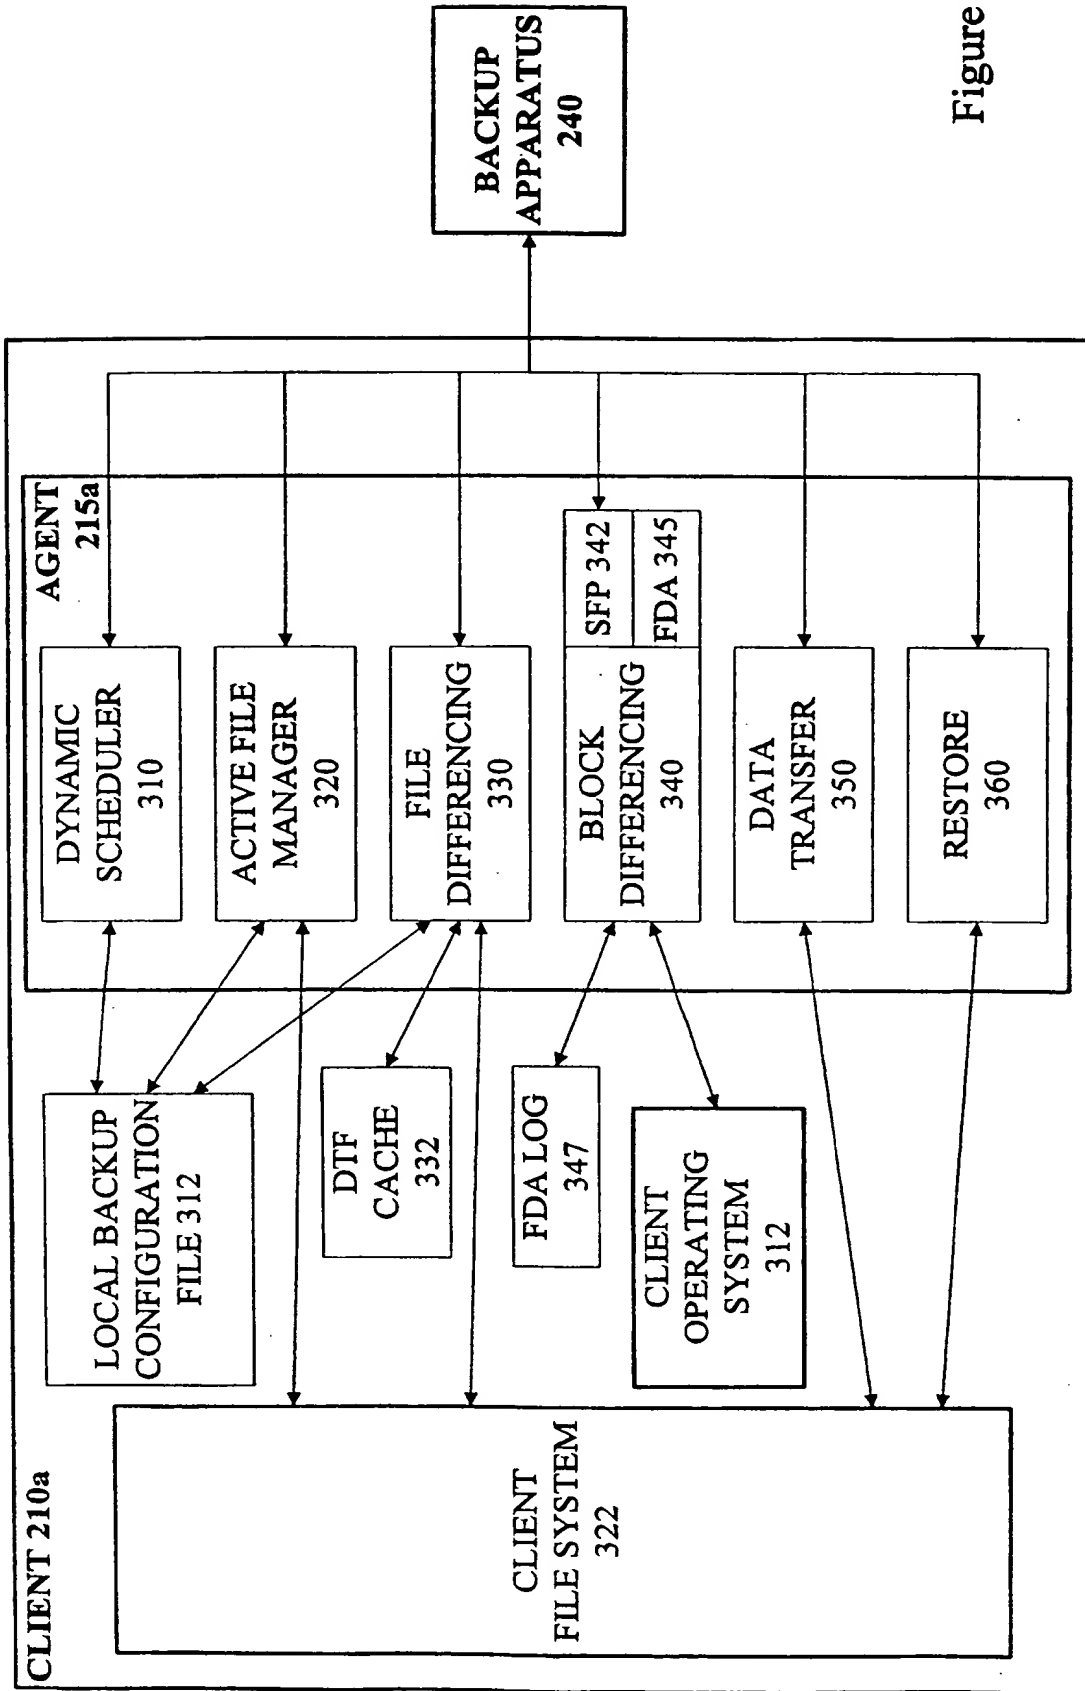 CLIENT 210a
CLIENT
FILE SYSTEM
322
LOCAL BACKUP
CONFIGURATION
FILE 312
DTF
CACHE
332
FDA LOG
347
CLIENT
OPERATING
SYSTEM
312
AGENT
215a
DYNAMIC
SCHEDULER
310
ACTIVE FILE
MANAGER
320
FILE
DIFFERENCING
330
BLOCK
DIFFERENCING
340
SFP 342
FDA 345
DATA
TRANSFER
350
RESTORE
360
BACKUP
APPARATUS
240
Figure